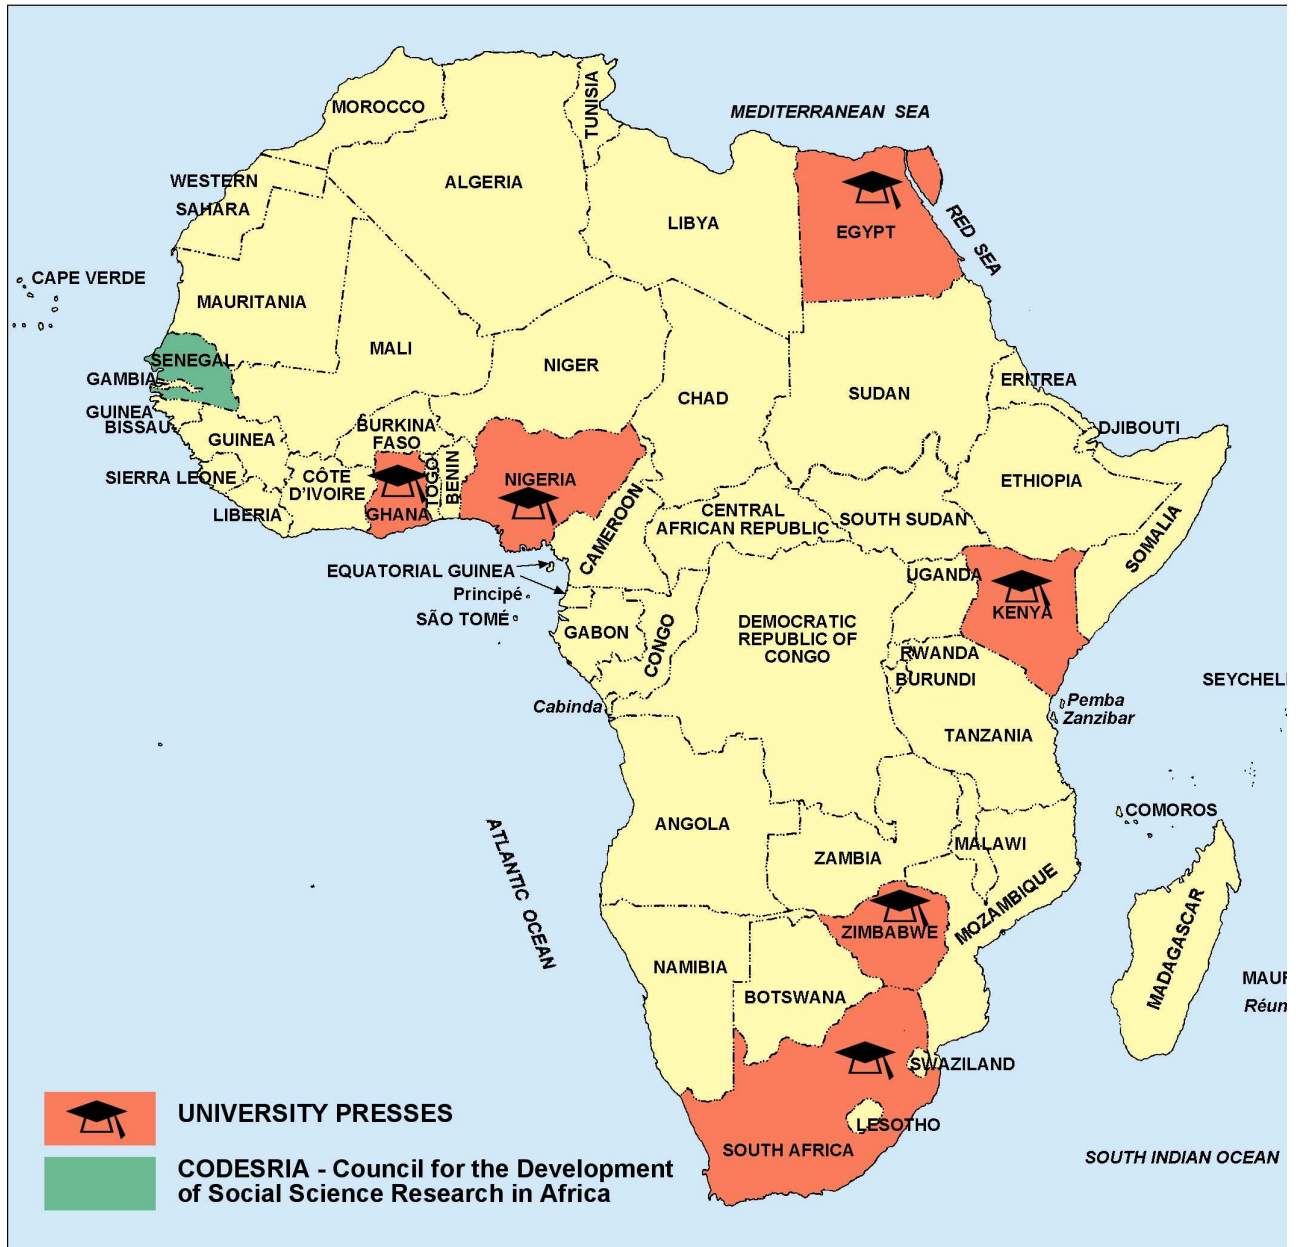 MOROCCO
TUNISIA
MEDITERRANEAN SEA
ALGERIA
WESTERN
SAHARA
LIBYA
EGYPT
RED SEA
CAPE VERDE
MAURITANIA
MALI
NIGER
CHAD
SUDAN
ERITREA
SENEGAL
GAMBIA
GUINEA
BISSAU
GUINEA
BURKINA
FASO
DJIBOUTI
SIERRA LEONE
CÔTE
D'IVOIRE
GHANA
TOGO
BENIN
NIGERIA
ETHIOPIA
LIBERIA
CAMEROON
CENTRAL
AFRICAN REPUBLIC
SOUTH SUDAN
SOMALIA
EQUATORIAL GUINEA
Principé
SÃO TOMÉ
UGANDA
KENYA
GABON
CONGO
DEMOCRATIC
REPUBLIC OF
CONGO
RWANDA
BURUNDI
SEYCHEL
Cabinda
Pemba
Zanzibar
TANZANIA
COMOROS
ANGOLA
ZAMBIA
MALAWI
ATLANTIC OCEAN
MOZAMBIQUE
ZIMBABWE
MADAGASCAR
NAMIBIA
BOTSWANA
MAUR
Réun
SWAZILAND
LESOTHO
SOUTH AFRICA
SOUTH INDIAN OCEAN
UNIVERSITY PRESSES
CODESRIA - Council for the Development
of Social Science Research in Africa